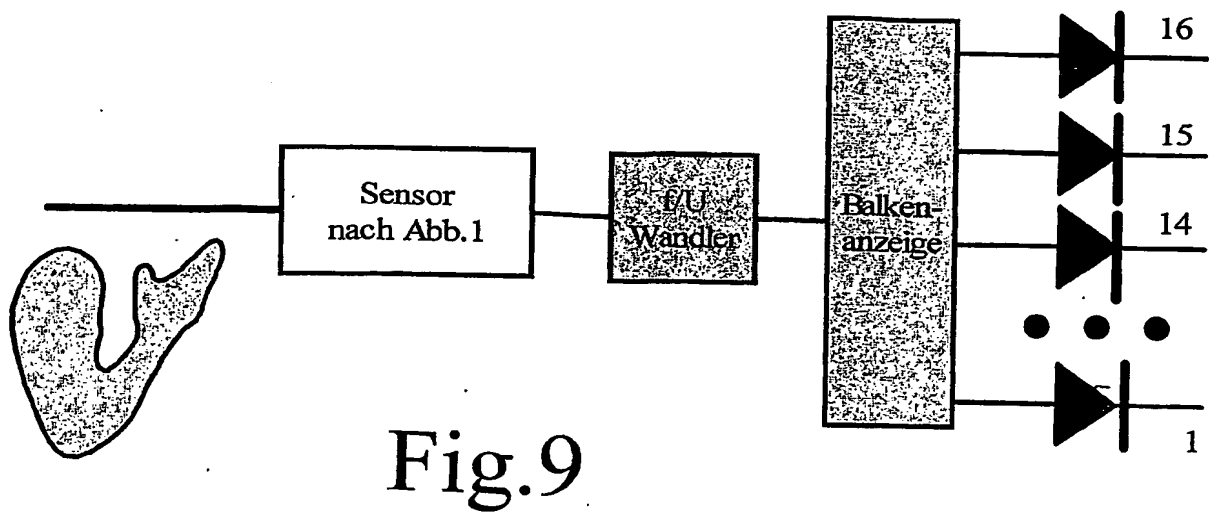 16
15
14
1
Sensor
nach Abb.1
f/U
Wandler
Balken-
anzeige
Fig.9